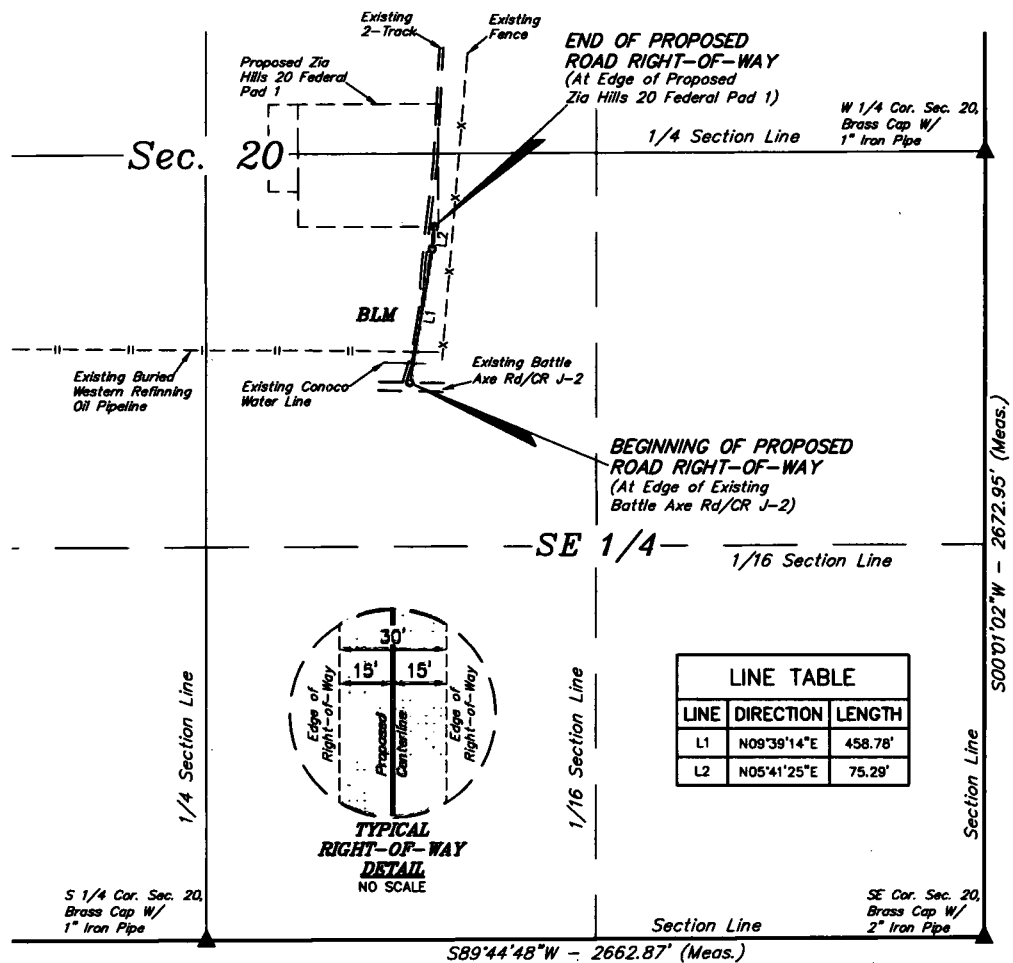 Existing
2-Track
Existing
Fence
END OF PROPOSED
ROAD RIGHT-OF-WAY
(At Edge of Proposed
Zia Hills 20 Federal Pad 1)
Proposed Zia
Hills 20 Federal
Pad 1
W 1/4 Cor. Sec. 20,
Brass Cap W/
1" Iron Pipe
1/4 Section Line
Sec. 20
L2
BLM
L1
Existing Buried
Western Refinning
Oil Pipeline
Existing Conoco
Water Line
Existing Battle
Axe Rd/CR J-2
BEGINNING OF PROPOSED
ROAD RIGHT-OF-WAY
(At Edge of Existing
Battle Axe Rd/CR J-2)
S00°01'02"W - 2672.95' (Meas.)
SE 1/4
1/16 Section Line
30'
15' 15'
Edge of
Right-of-Way
Proposed
Centerline
Edge of
Right-of-Way
TYPICAL
RIGHT-OF-WAY
DETAIL
NO SCALE
1/4 Section Line
1/16 Section Line
Section Line
LINE TABLE
LINE DIRECTION LENGTH
L1 N09°39'14"E 458.78'
L2 N05°41'25"E 75.29'
S 1/4 Cor. Sec. 20,
Brass Cap W/
1" Iron Pipe
SE Cor. Sec. 20,
Brass Cap W/
2" Iron Pipe
Section Line
S89°44'48"W - 2662.87' (Meas.)